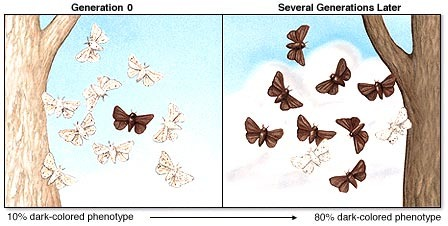 Generation 0
Several Generations Later
10% dark-colored phenotype
80% dark-colored phenotype